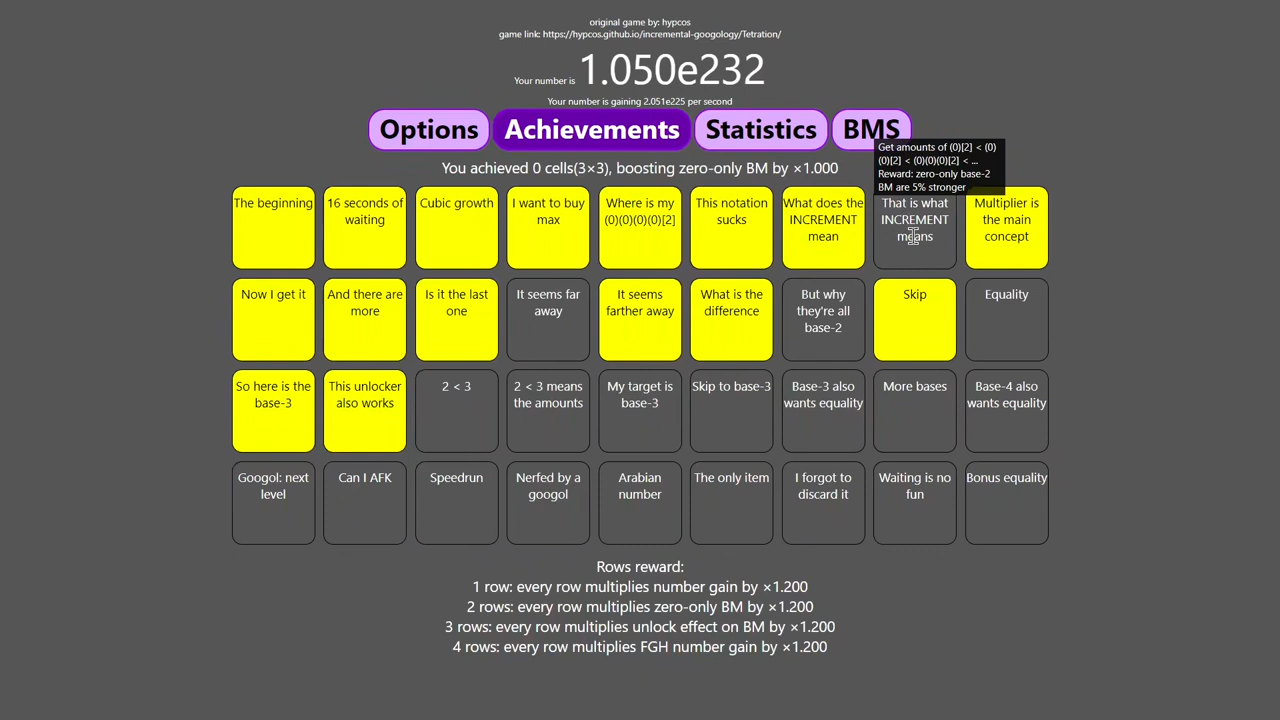 original game by: hypcos
game link: https://hypcos.github.io/incremental-googology/Tetration/
Your number is 1.050e232
Your number is gaining 2.051e225 per second
Options Achievements Statistics BMS
Get amounts of (0)[2] < (0)
(0)[2] < (0)(0)(0)[2] < ...
Reward: zero-only base-2
BM are 5% stronger
You achieved 0 cells(3×3), boosting zero-only BM by ×1.000
The beginning
16 seconds of
waiting
Cubic growth
I want to buy
max
Where is my
(0)(0)(0)(0)[2]
This notation
sucks
What does the
INCREMENT
mean
That is what
INCREMENT
means
Multiplier is
the main
concept
Now I get it
And there are
more
Is it the last
one
It seems far
away
It seems
farther away
What is the
difference
But why
they're all
base-2
Skip
Equality
So here is the
base-3
This unlocker
also works
2 < 3
2 < 3 means
the amounts
My target is
base-3
Skip to base-3
Base-3 also
wants equality
More bases
Base-4 also
wants equality
Googol: next
level
Can I AFK
Speedrun
Nerfed by a
googol
Arabian
number
The only item
I forgot to
discard it
Waiting is no
fun
Bonus equality
Rows reward:
1 row: every row multiplies number gain by ×1.200
2 rows: every row multiplies zero-only BM by ×1.200
3 rows: every row multiplies unlock effect on BM by ×1.200
4 rows: every row multiplies FGH number gain by ×1.200